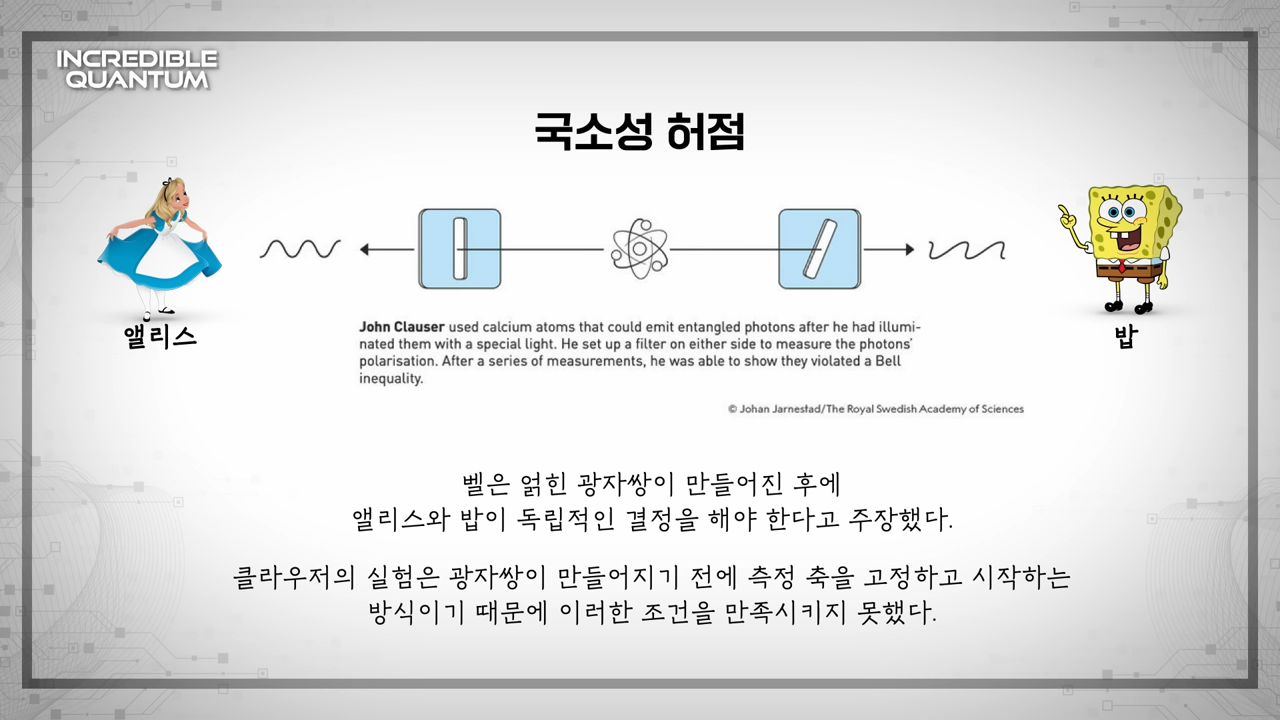 INCREDIBLE
QUANTUM
국소성 허점
앨리스
밥
John Clauser used calcium atoms that could emit entangled photons after he had illumi-
nated them with a special light. He set up a filter on either side to measure the photons'
polarisation. After a series of measurements, he was able to show they violated a Bell
inequality.
© Johan Jarnestad/The Royal Swedish Academy of Sciences
벨은 얽힌 광자쌍이 만들어진 후에
앨리스와 밥이 독립적인 결정을 해야 한다고 주장했다.
클라우저의 실험은 광자쌍이 만들어지기 전에 측정 축을 고정하고 시작하는
방식이기 때문에 이러한 조건을 만족시키지 못했다.